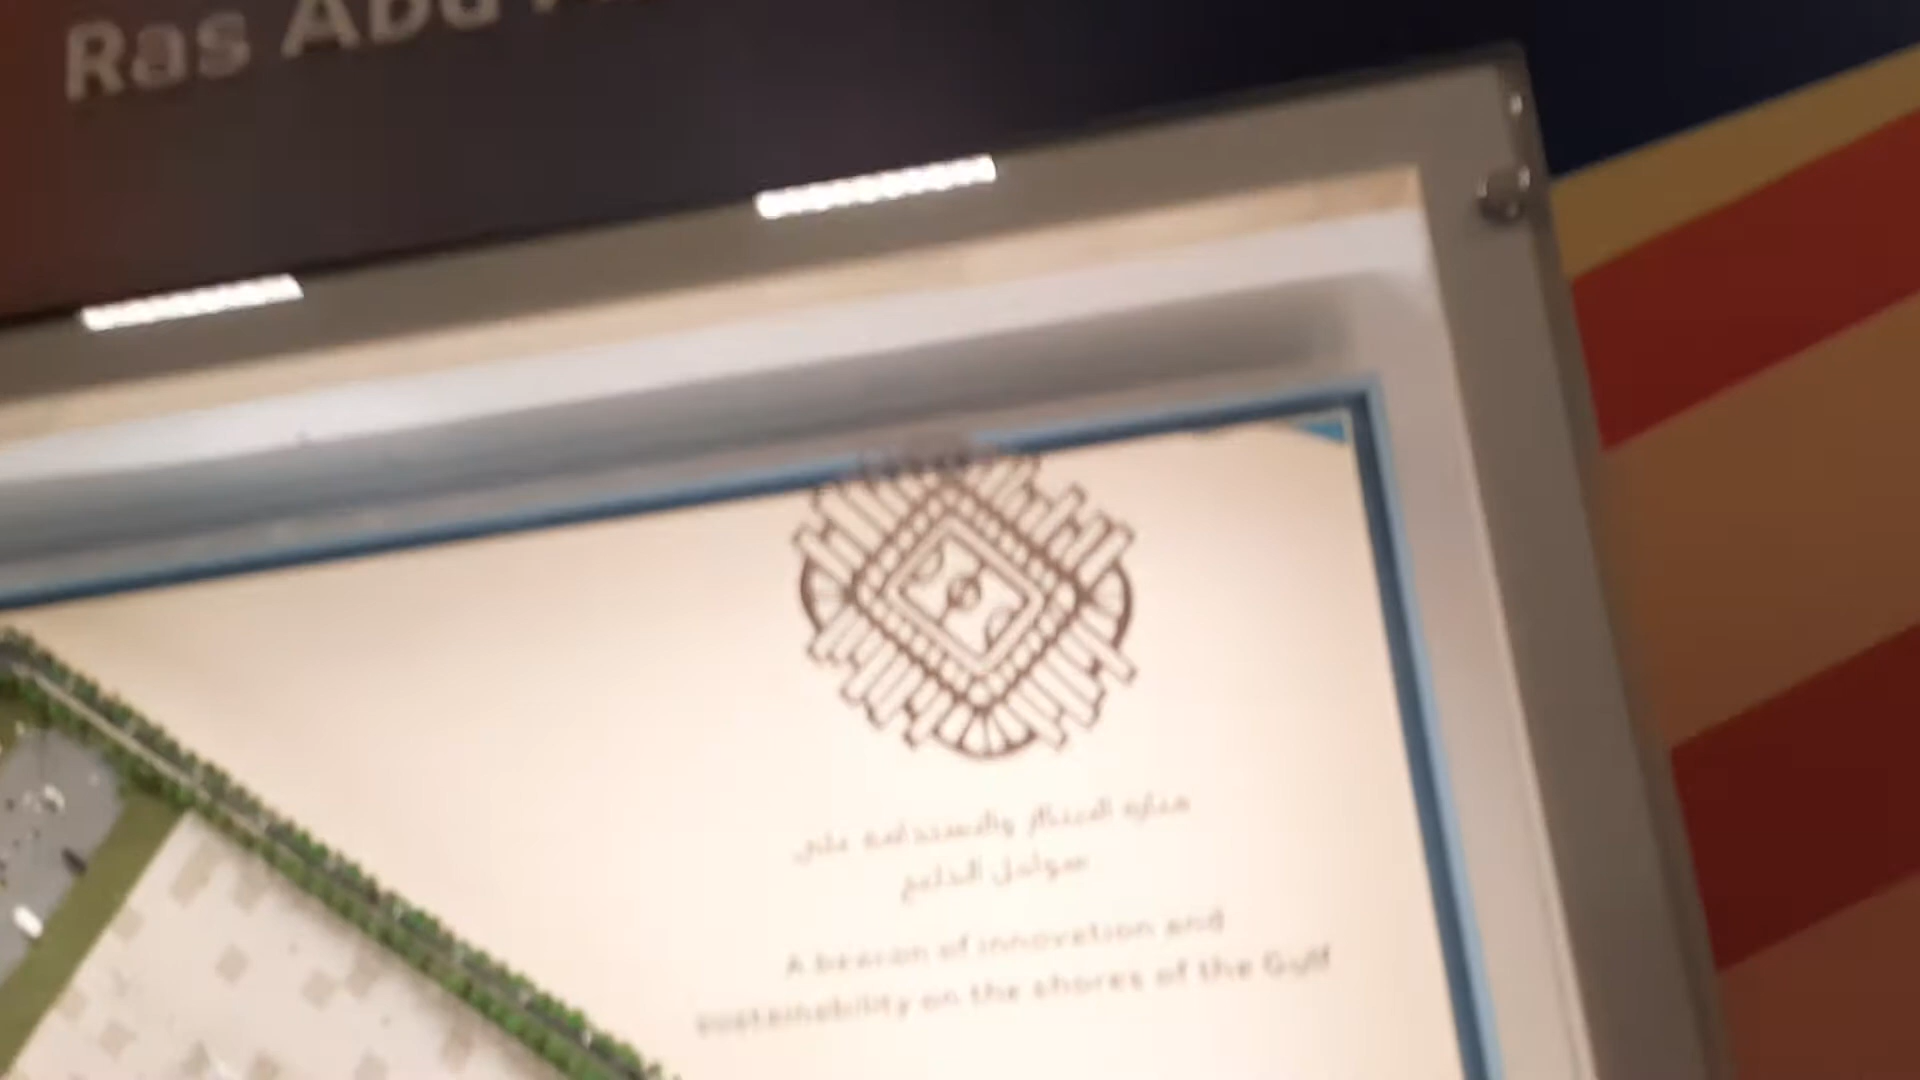 Ras Abu
منارة الابتكار والاستدامة على
سواحل الخليج
A beacon of innovation and
sustainability on the shores of the Gulf